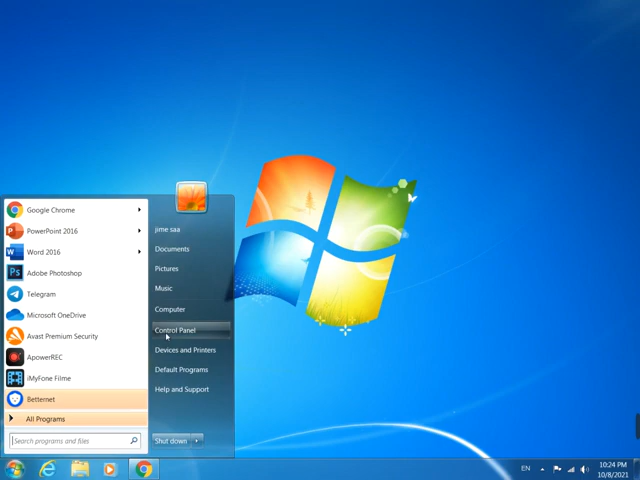 Google Chrome
PowerPoint 2016
Word 2016
Adobe Photoshop
Telegram
Microsoft OneDrive
Avast Premium Security
ApowerREC
iMyFone Filme
Betternet
All Programs
Search programs and files
jime saa
Documents
Pictures
Music
Computer
Control Panel
Devices and Printers
Default Programs
Help and Support
Shut down
EN
10:24 PM
10/8/2021